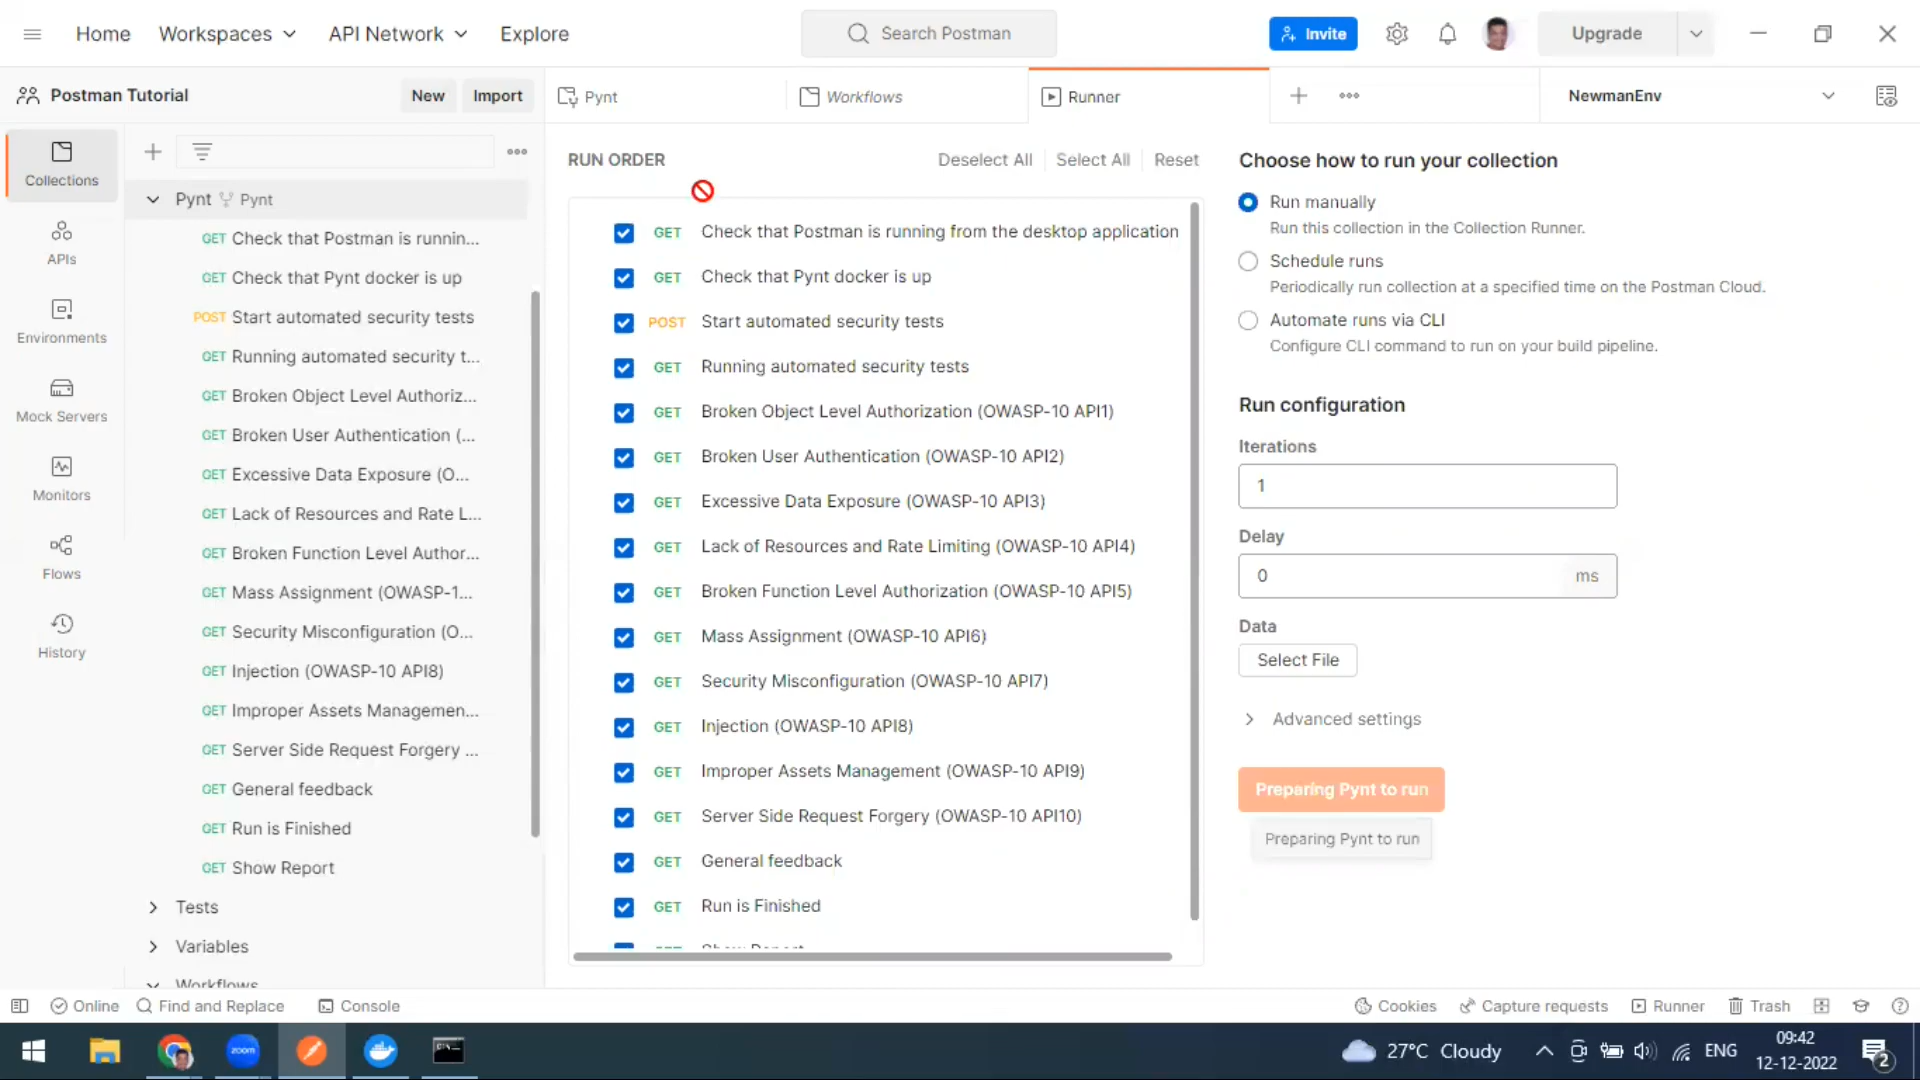 Home
Workspaces
API Network
Explore
Search Postman
Invite
Upgrade
Postman Tutorial
New
Import
Pynt
Workflows
Runner
NewmanEnv
Collections
APIs
Environments
Mock Servers
Monitors
Flows
History
Pynt Pynt
GET Check that Postman is runnin...
GET Check that Pynt docker is up
POST Start automated security tests
GET Running automated security t...
GET Broken Object Level Authoriz...
GET Broken User Authentication (...
GET Excessive Data Exposure (O...
GET Lack of Resources and Rate L...
GET Broken Function Level Author...
GET Mass Assignment (OWASP-1...
GET Security Misconfiguration (O...
GET Injection (OWASP-10 API8)
GET Improper Assets Managemen...
GET Server Side Request Forgery ...
GET General feedback
GET Run is Finished
GET Show Report
Tests
Variables
Workflows
RUN ORDER
Deselect All
Select All
Reset
GET Check that Postman is running from the desktop application
GET Check that Pynt docker is up
POST Start automated security tests
GET Running automated security tests
GET Broken Object Level Authorization (OWASP-10 API1)
GET Broken User Authentication (OWASP-10 API2)
GET Excessive Data Exposure (OWASP-10 API3)
GET Lack of Resources and Rate Limiting (OWASP-10 API4)
GET Broken Function Level Authorization (OWASP-10 API5)
GET Mass Assignment (OWASP-10 API6)
GET Security Misconfiguration (OWASP-10 API7)
GET Injection (OWASP-10 API8)
GET Improper Assets Management (OWASP-10 API9)
GET Server Side Request Forgery (OWASP-10 API10)
GET General feedback
GET Run is Finished
GET Show Report
Choose how to run your collection
Run manually
Run this collection in the Collection Runner.
Schedule runs
Periodically run collection at a specified time on the Postman Cloud.
Automate runs via CLI
Configure CLI command to run on your build pipeline.
Run configuration
Iterations
1
Delay
0 ms
Data
Select File
Advanced settings
Preparing Pynt to run
Preparing Pynt to run
Online
Find and Replace
Console
Cookies
Capture requests
Runner
Trash
zoom
27°C Cloudy
ENG
09:42
12-12-2022
2